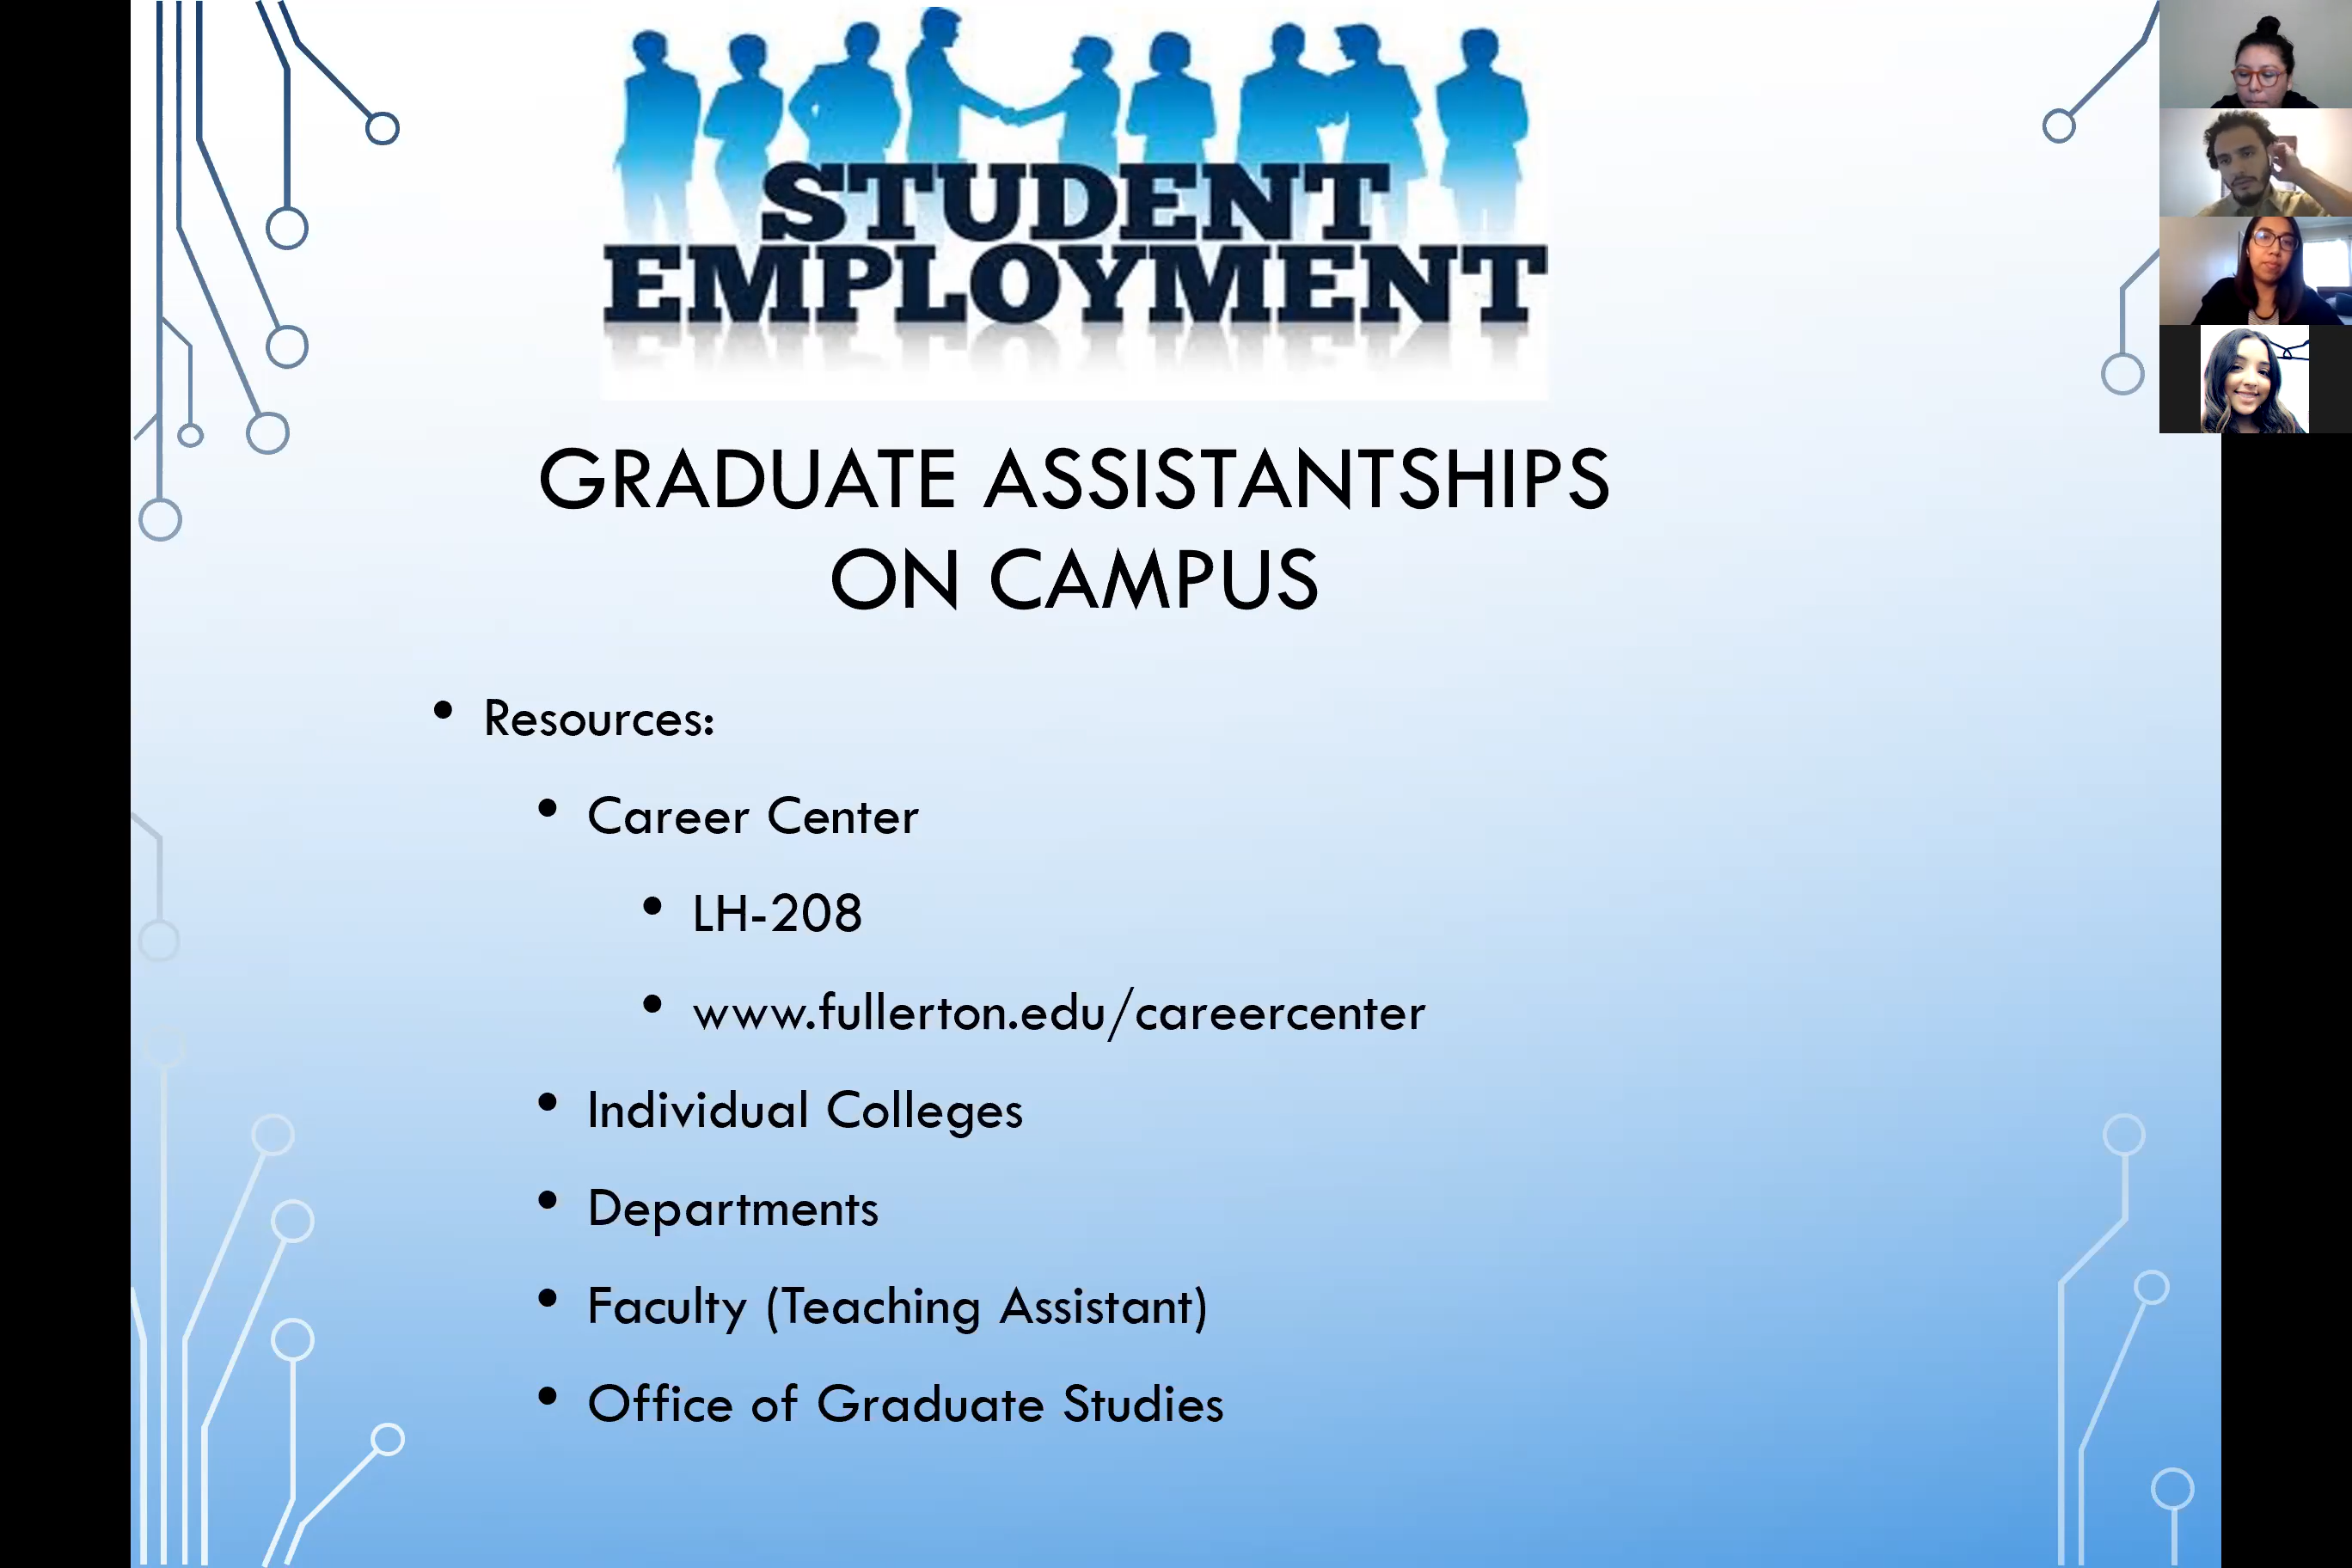 STUDENT
EMPLOYMENT
GRADUATE ASSISTANTSHIPS
ON CAMPUS
• Resources:
• Career Center
• LH-208
• www.fullerton.edu/careercenter
• Individual Colleges
• Departments
• Faculty (Teaching Assistant)
• Office of Graduate Studies